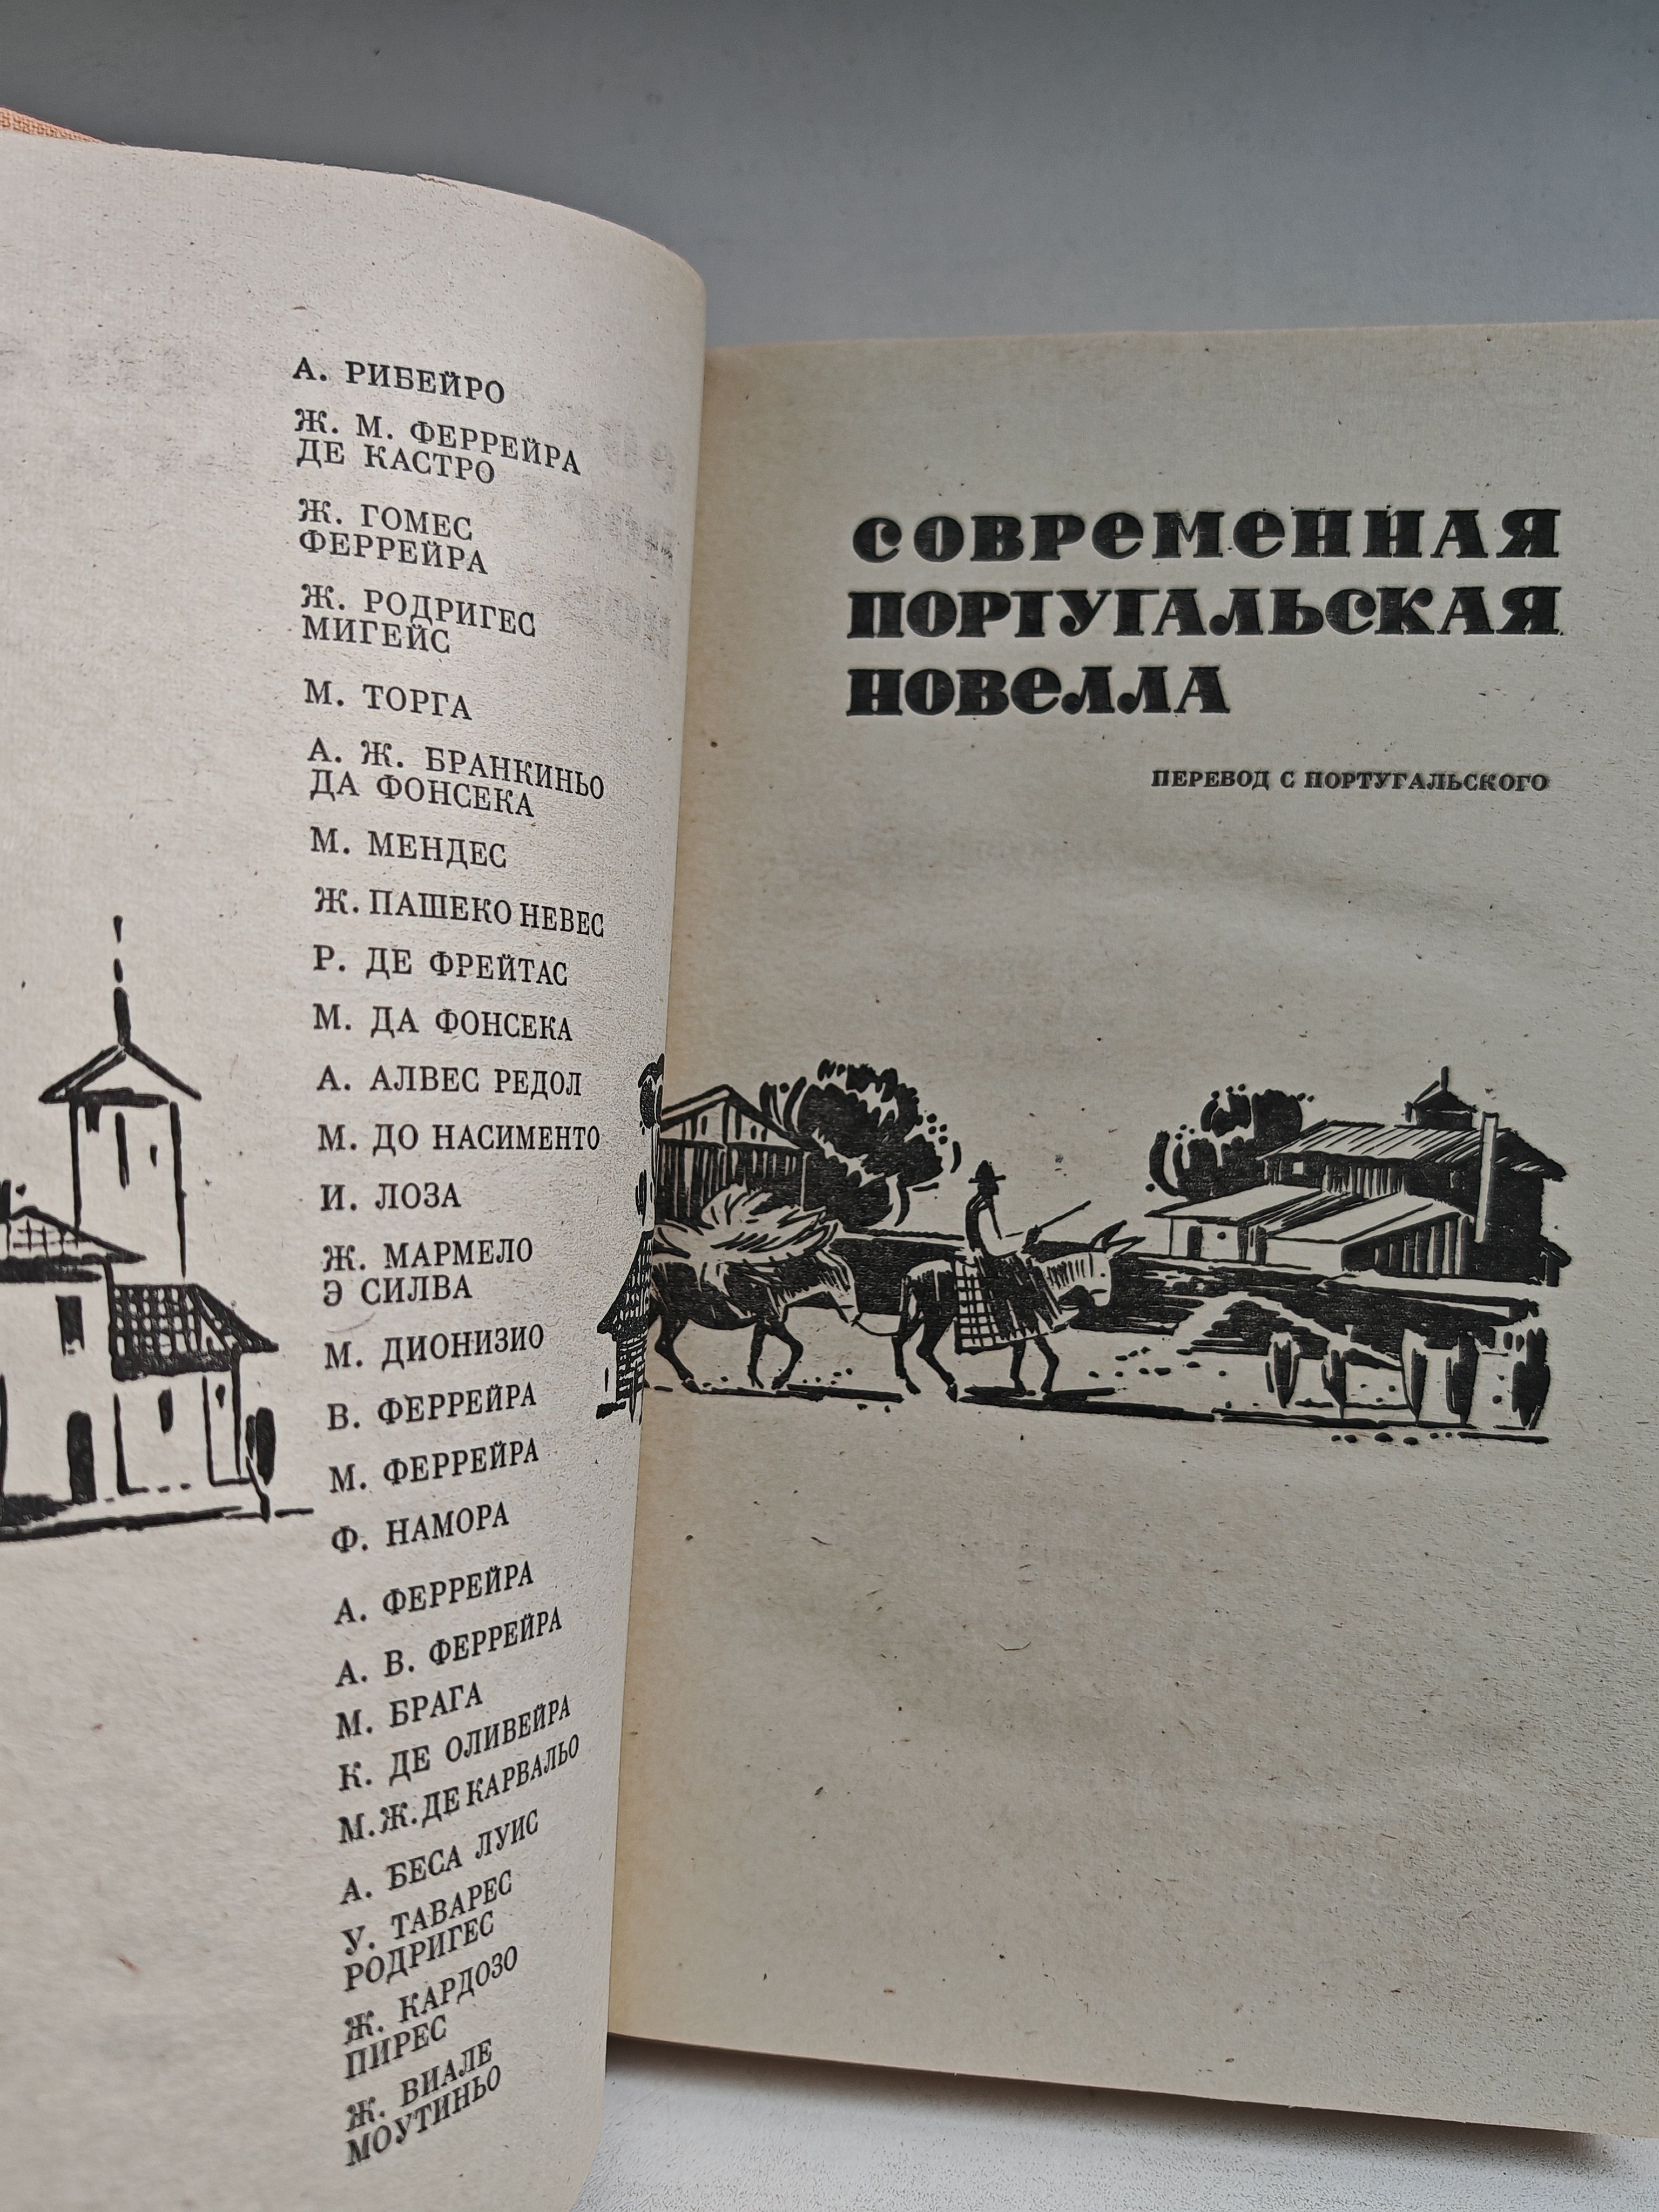 А. РИБЕЙРО
Ж. М. ФЕРРЕЙРА
ДЕ КАСТРО
Ж. ГОМЕС
ФЕРРЕЙРА
Ж. РОДРИГЕС
МИГЕЙС
М. ТОРГА
А. Ж. БРАНКИНЬО
ДА ФОНСЕКА
М. МЕНДЕС
Ж. ПАШЕКО НЕВЕС
Р. ДЕ ФРЕЙТАС
М. ДА ФОНСЕКА
А. АЛВЕС РЕДОЛ
М. ДО НАСИМЕНТО
И. ЛОЗА
Ж. МАРМЕЛО
Э СИЛВА
М. ДИОНИЗИО
В. ФЕРРЕЙРА
М. ФЕРРЕЙРА
Ф. НАМОРА
А. ФЕРРЕЙРА
А. В. ФЕРРЕЙРА
М. БРАГА
К. ДЕ ОЛИВЕЙРА
М. Ж. ДЕ КАРВАЛЬО
А. БЕСА ЛУИС
У. ТАВАРЕС
РОДРИГЕС
Ж. КАРДОЗО
ПИРЕС
Ж. ВИАЛЕ
МОУТИНЬО
СОВРЕМЕННАЯ
ПОРТУГАЛЬСКАЯ
НОВЕЛЛА
ПЕРЕВОД С ПОРТУГАЛЬСКОГО